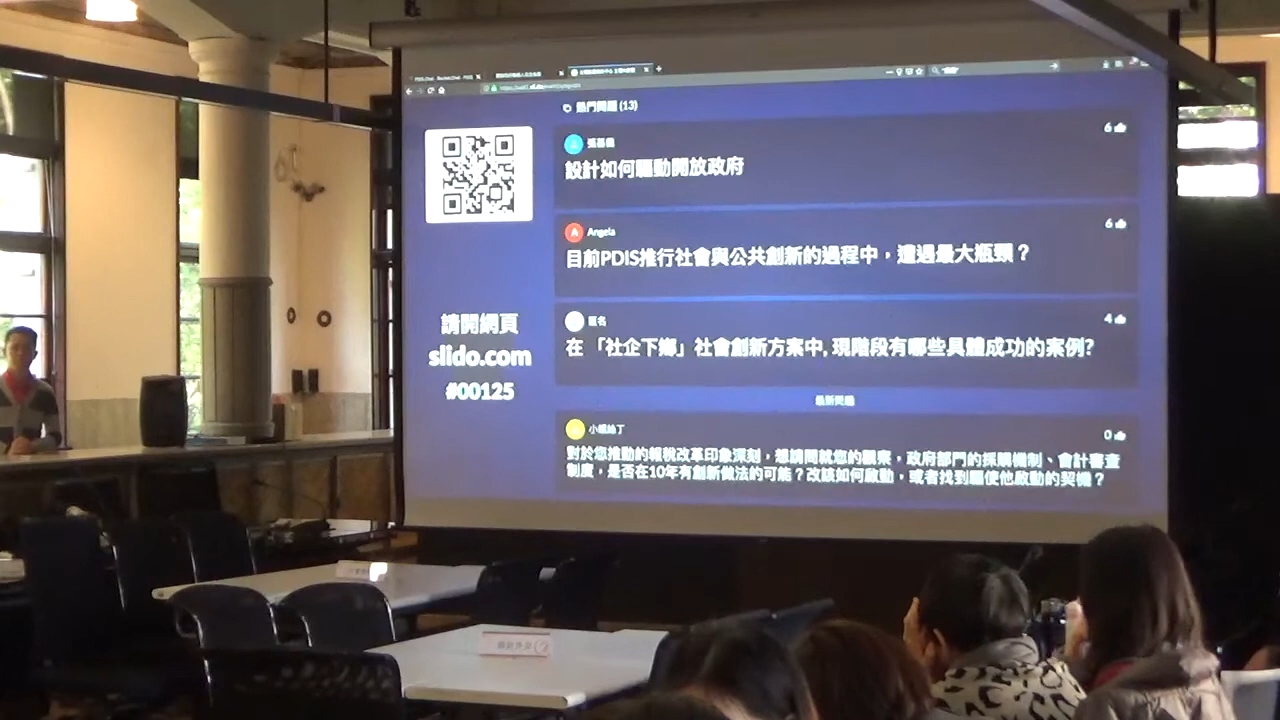 熱門問題 (13)
6
設計如何驅動開放政府
Angela
6
目前PDIS推行社會與公共創新的過程中，遭遇最大瓶頸？
匿名
4
在 「社企下鄉」社會創新方案中, 現階段有哪些具體成功的案例?
最新問題
0
對於您推動的報稅改革印象深刻，想請問就您的觀察，政府部門的採購機制、會計審查
制度，是否在10年有創新做法的可能？改該如何啟動，或者找到驅使他啟動的契機？
請開網頁
slido.com
#00125